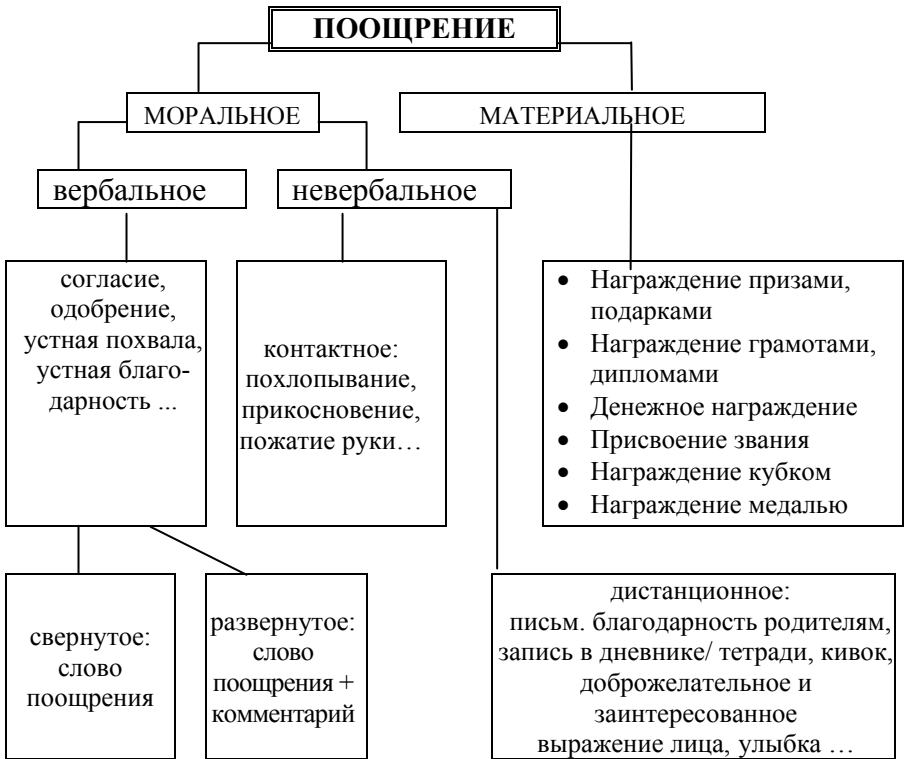 ПООЩРЕНИЕ
МОРАЛЬНОЕ
МАТЕРИАЛЬНОЕ
вербальное
невербальное
согласие,
одобрение,
устная похвала,
устная благо-
дарность ...
контактное:
похлопывание,
прикосновение,
пожатие руки…
• Награждение призами,
подарками
• Награждение грамотами,
дипломами
• Денежное награждение
• Присвоение звания
• Награждение кубком
• Награждение медалью
свернутое:
слово
поощрения
развернутое:
слово
поощрения +
комментарий
дистанционное:
письм. благодарность родителям,
запись в дневнике/ тетради, кивок,
доброжелательное и
заинтересованное
выражение лица, улыбка …